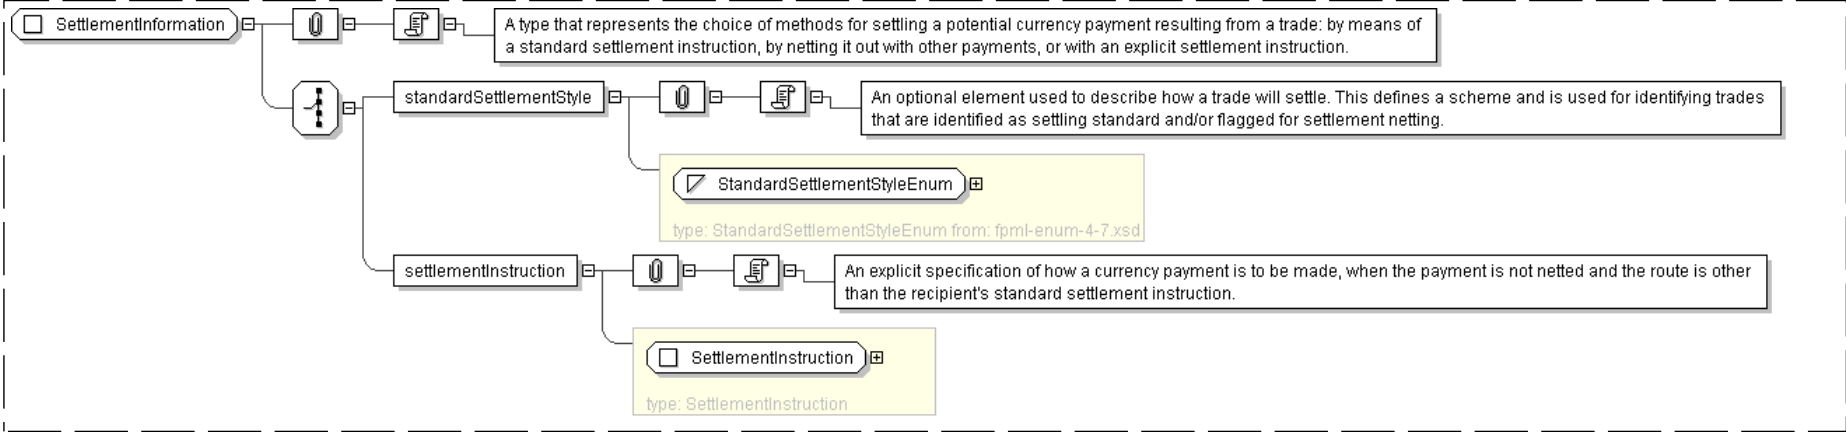 SettlementInformation
A type that represents the choice of methods for settling a potential currency payment resulting from a trade: by means of
a standard settlement instruction, by netting it out with other payments, or with an explicit settlement instruction.
standardSettlementStyle
An optional element used to describe how a trade will settle. This defines a scheme and is used for identifying trades
that are identified as settling standard and/or flagged for settlement netting.
StandardSettlementStyleEnum
type: StandardSettlementStyleEnum from: fpml-enum-4-7.xsd
settlementInstruction
An explicit specification of how a currency payment is to be made, when the payment is not netted and the route is other
than the recipient's standard settlement instruction.
SettlementInstruction
type: SettlementInstruction